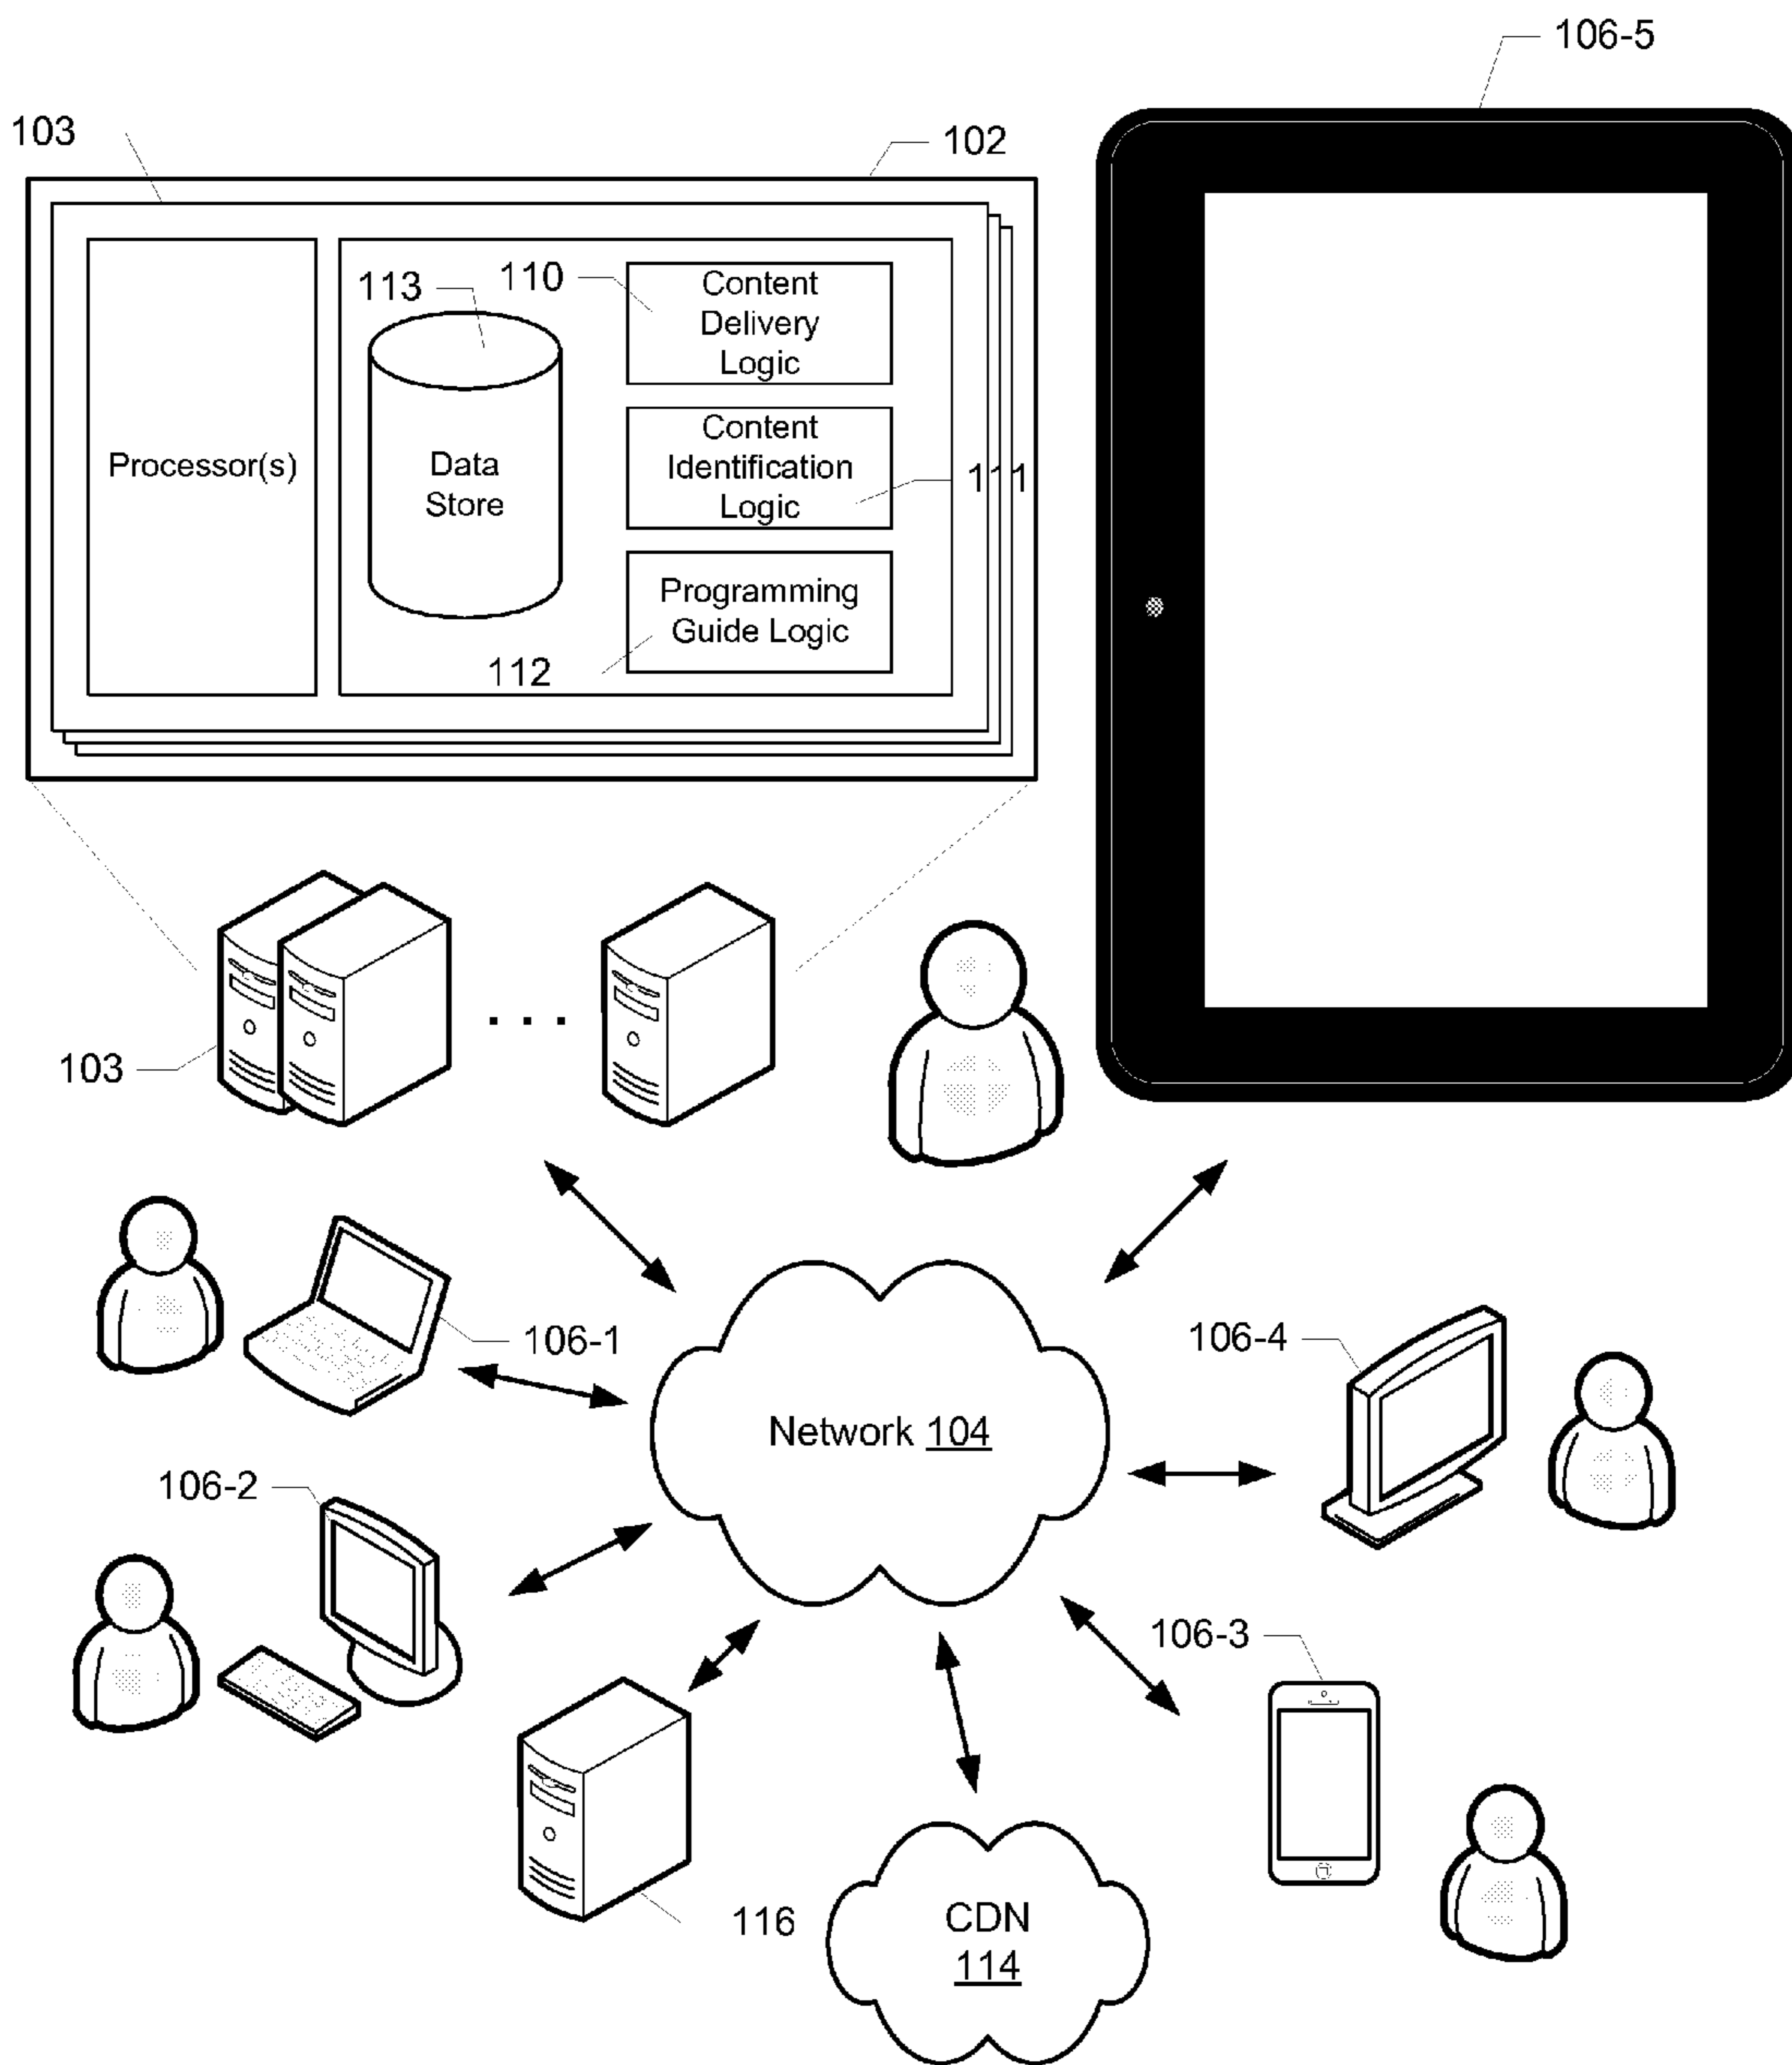 106-5
103
102
113
110
Content
Delivery
Logic
Processor(s)
Data
Store
Content
Identification
Logic
111
Programming
Guide Logic
112
103
. . .
106-1
106-4
Network 104
106-2
106-3
116
CDN
114